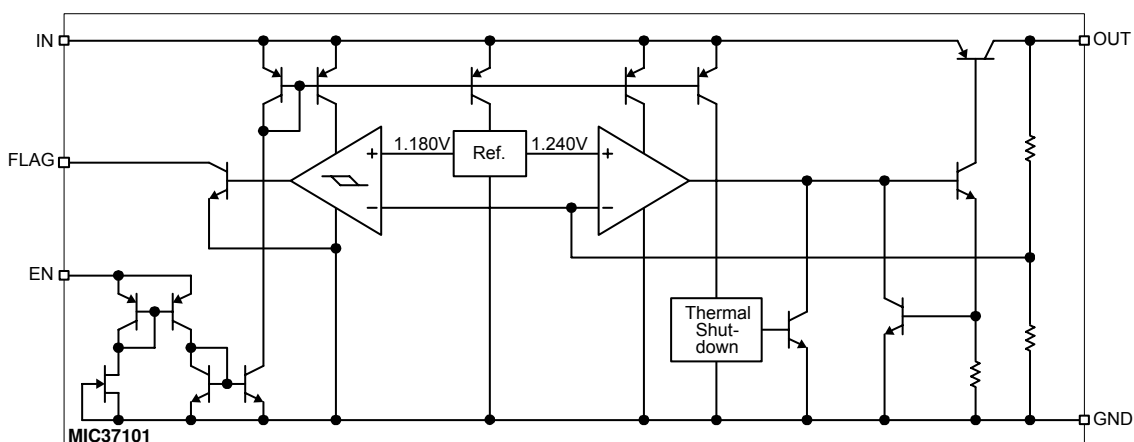 IN
OUT
1.180V
Ref.
1.240V
+
+
FLAG
−
−
EN
Thermal
Shut-
down
GND
MIC37101